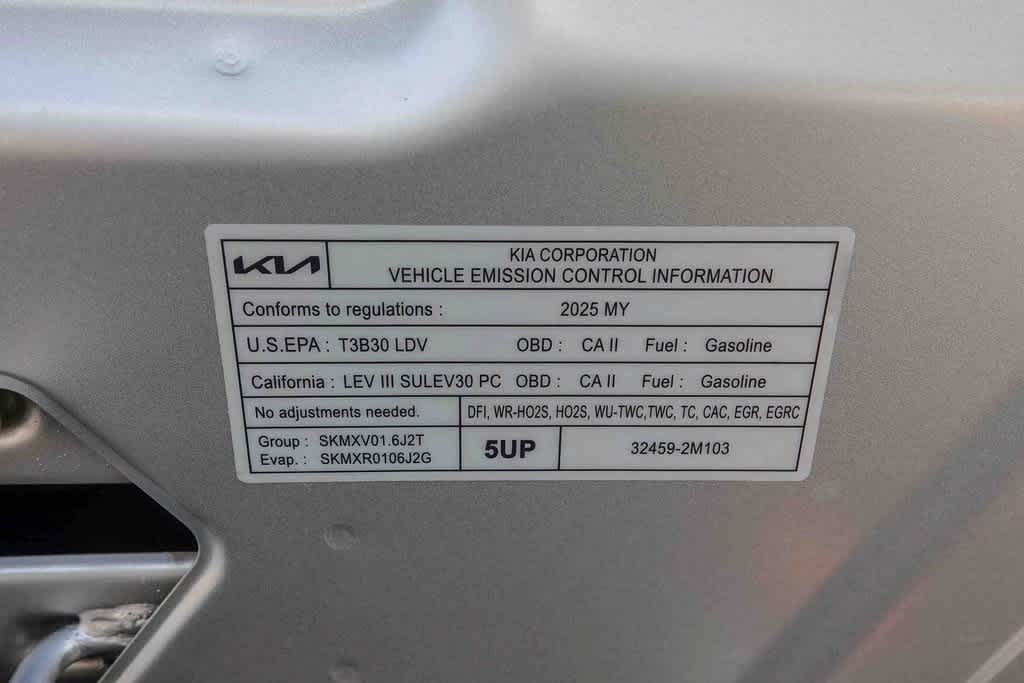 KIA
KIA CORPORATION
VEHICLE EMISSION CONTROL INFORMATION
Conforms to regulations : 2025 MY
U.S.EPA : T3B30 LDV OBD : CA II Fuel : Gasoline
California : LEV III SULEV30 PC OBD : CA II Fuel : Gasoline
No adjustments needed. DFI, WR-HO2S, HO2S, WU-TWC,TWC, TC, CAC, EGR, EGRC
Group : SKMXV01.6J2T
Evap. : SKMXR0106J2G
5UP
32459-2M103